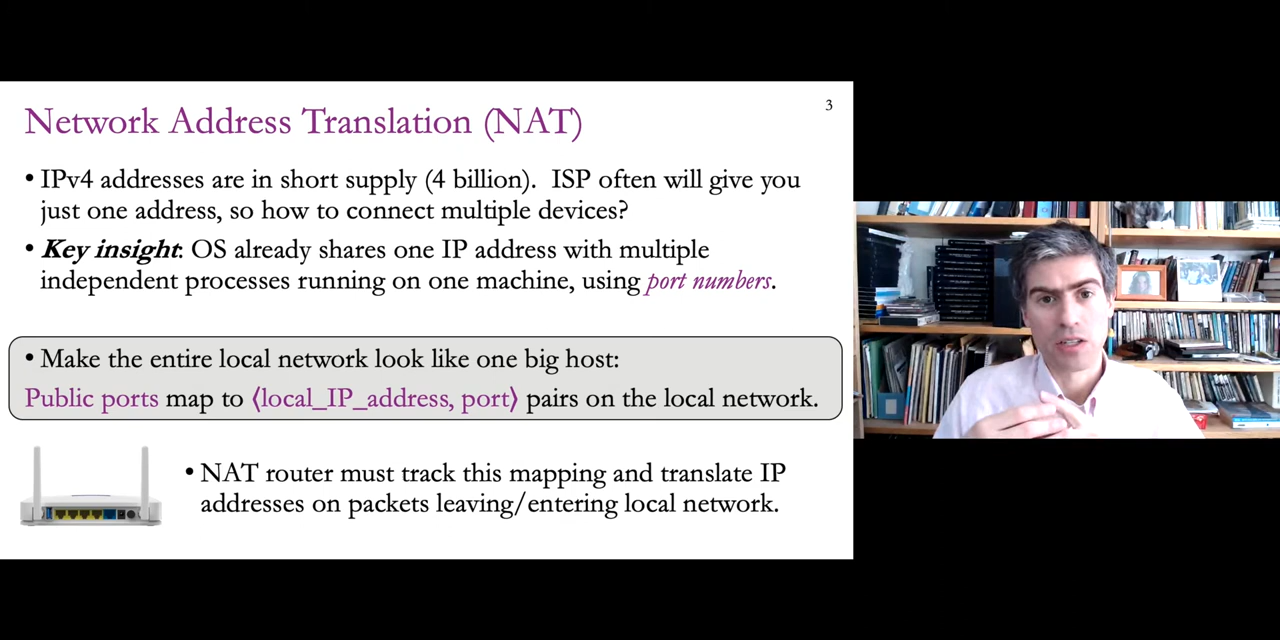 3
Network Address Translation (NAT)
• IPv4 addresses are in short supply (4 billion). ISP often will give you
just one address, so how to connect multiple devices?
• Key insight: OS already shares one IP address with multiple
independent processes running on one machine, using port numbers.
• Make the entire local network look like one big host:
Public ports map to ⟨local_IP_address, port⟩ pairs on the local network.
• NAT router must track this mapping and translate IP
addresses on packets leaving/entering local network.